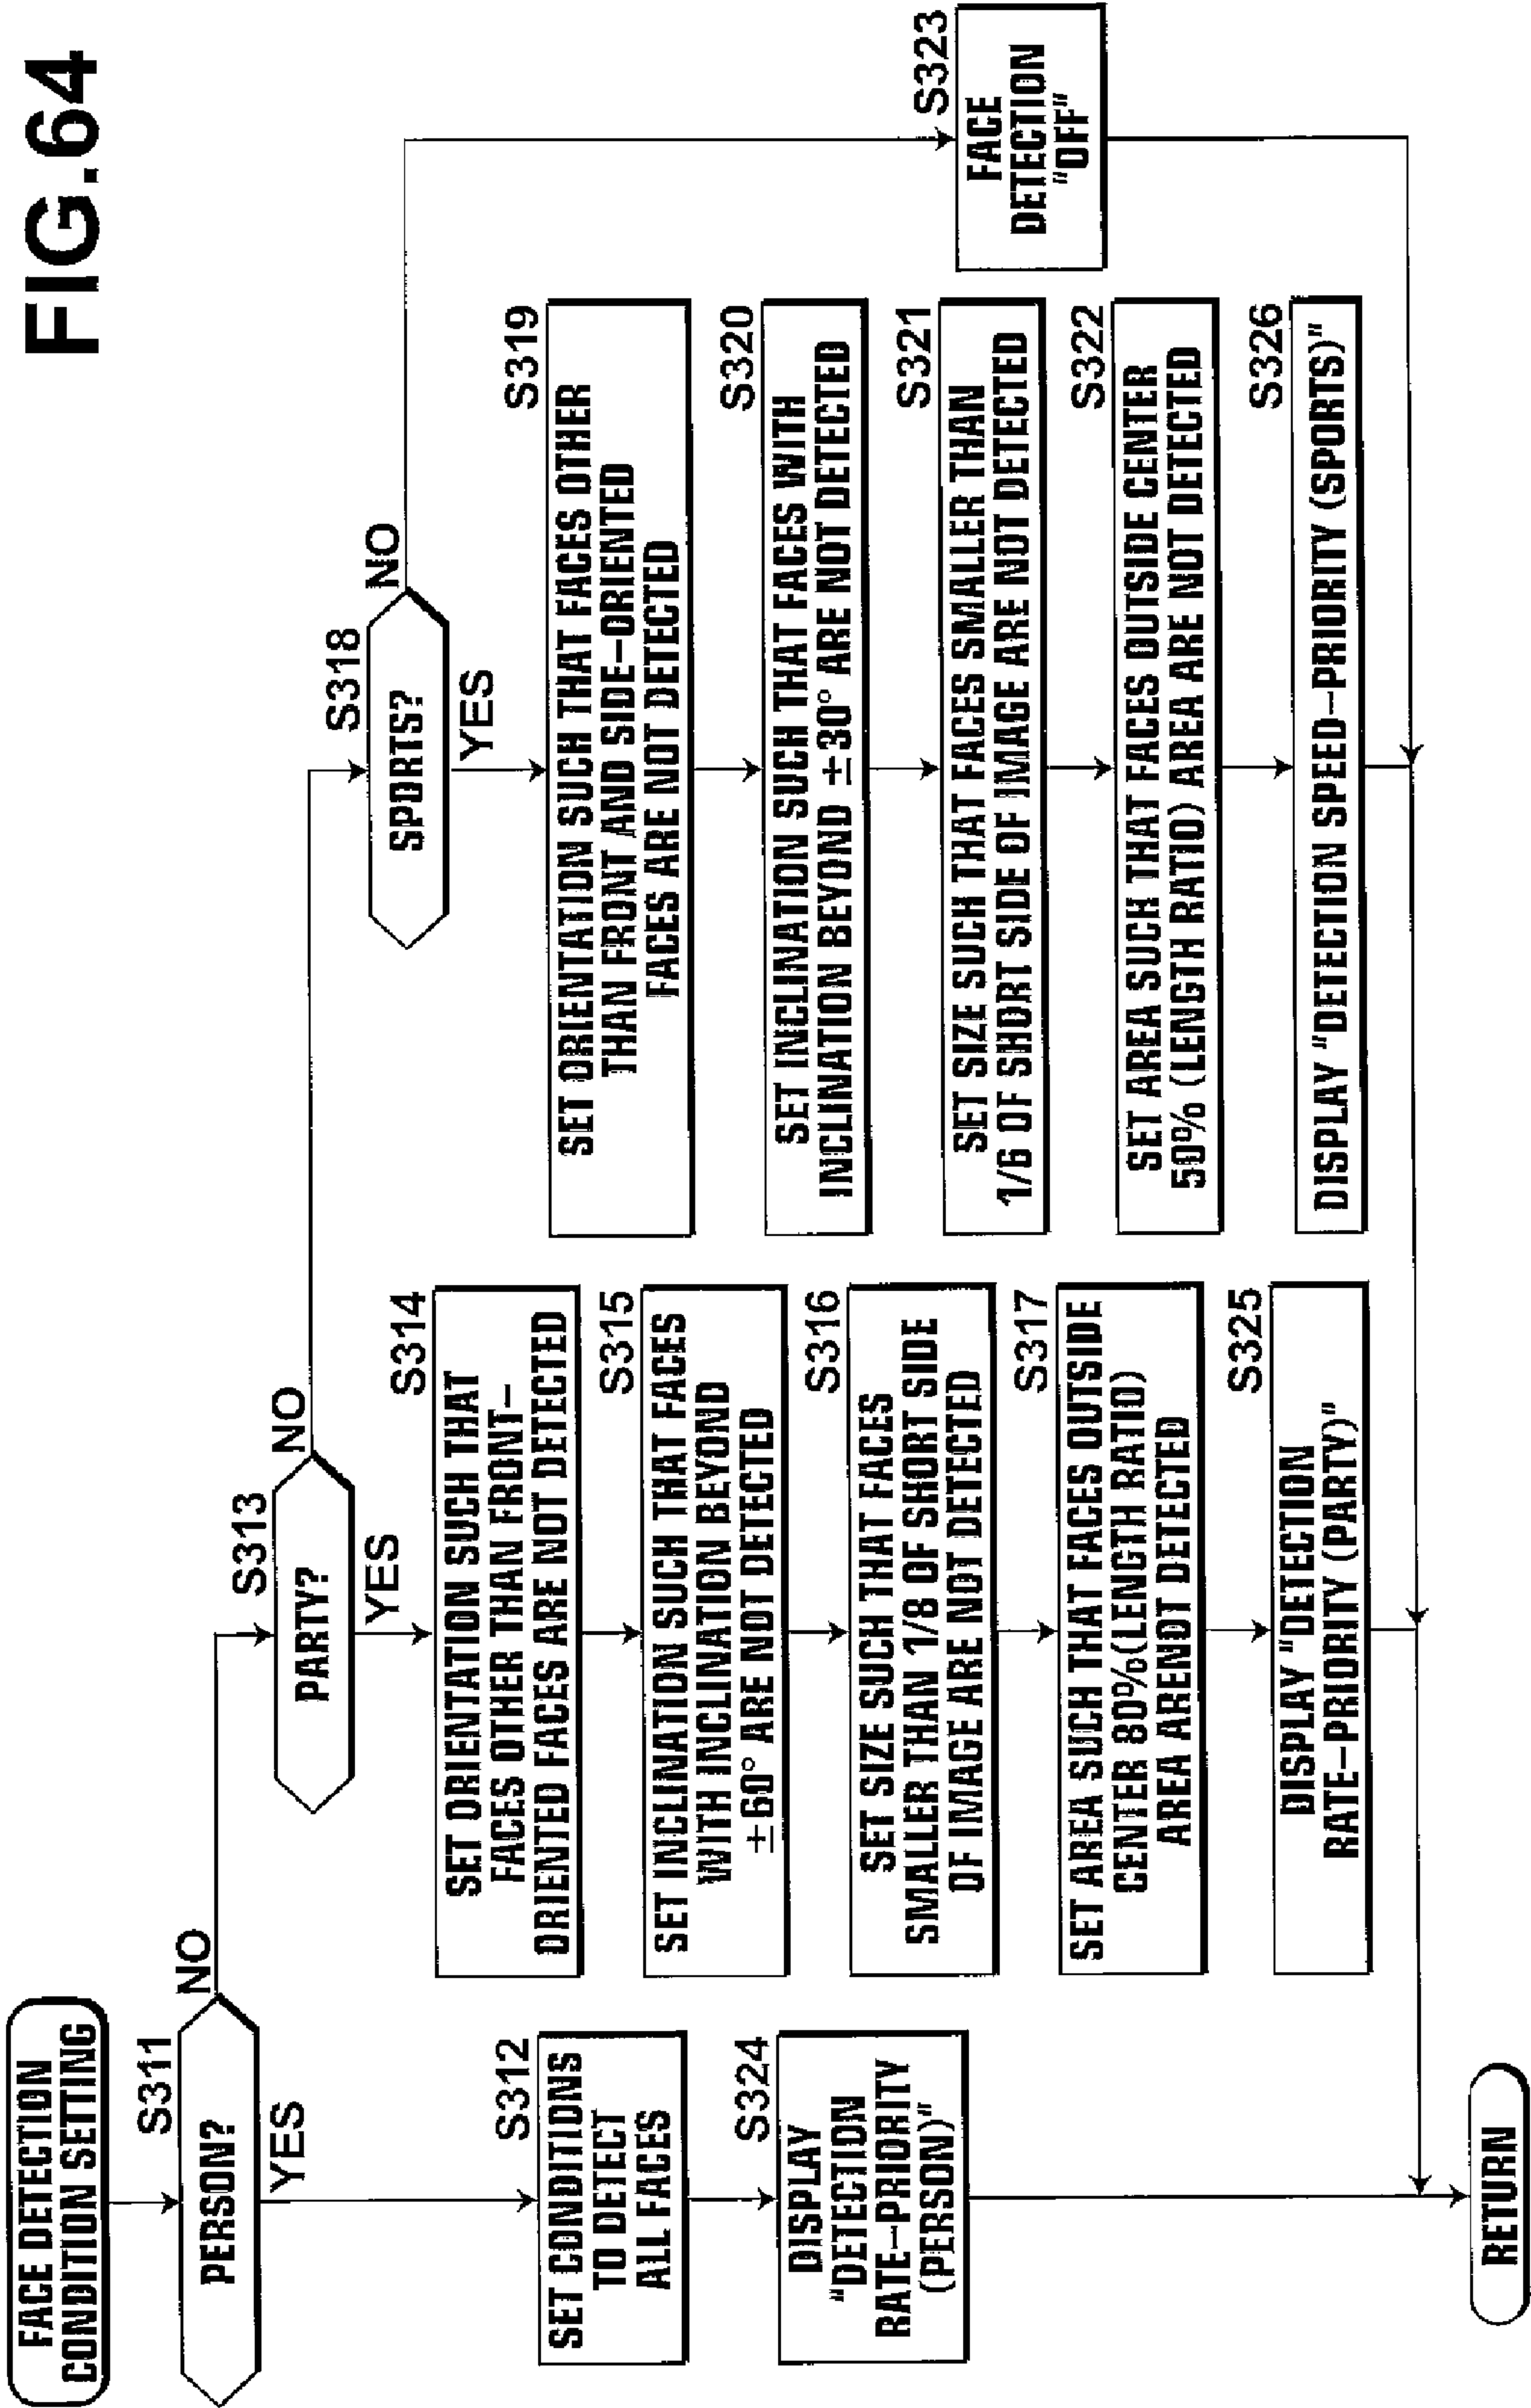 FIG.64
FACE DETECTION
CONDITION SETTING
S311
PERSON?
NO
YES
S312
SET CONDITIONS
TO DETECT
ALL FACES
S324
DISPLAY
"DETECTION
RATE-PRIORITY
(PERSON)"
S313
PARTY?
NO
YES
S314
SET ORIENTATION SUCH THAT
FACES OTHER THAN FRONT-
ORIENTED FACES ARE NOT DETECTED
S315
SET INCLINATION SUCH THAT FACES
WITH INCLINATION BEYOND
±60° ARE NOT DETECTED
S316
SET SIZE SUCH THAT FACES
SMALLER THAN 1/8 OF SHORT SIDE
OF IMAGE ARE NOT DETECTED
S317
SET AREA SUCH THAT FACES OUTSIDE
CENTER 80%(LENGTH RATIO)
AREA ARENOT DETECTED
S325
DISPLAY "DETECTION
RATE-PRIORITY (PARTY)"
S318
SPORTS?
NO
YES
S319
SET ORIENTATION SUCH THAT FACES OTHER
THAN FRONT AND SIDE-ORIENTED
FACES ARE NOT DETECTED
S320
SET INCLINATION SUCH THAT FACES WITH
INCLINATION BEYOND ±30° ARE NOT DETECTED
S321
SET SIZE SUCH THAT FACES SMALLER THAN
1/6 OF SHORT SIDE OF IMAGE ARE NOT DETECTED
S322
SET AREA SUCH THAT FACES OUTSIDE CENTER
50% (LENGTH RATIO) AREA ARE NOT DETECTED
S326
DISPLAY "DETECTION SPEED-PRIORITY (SPORTS)"
S323
FACE
DETECTION
"OFF"
RETURN